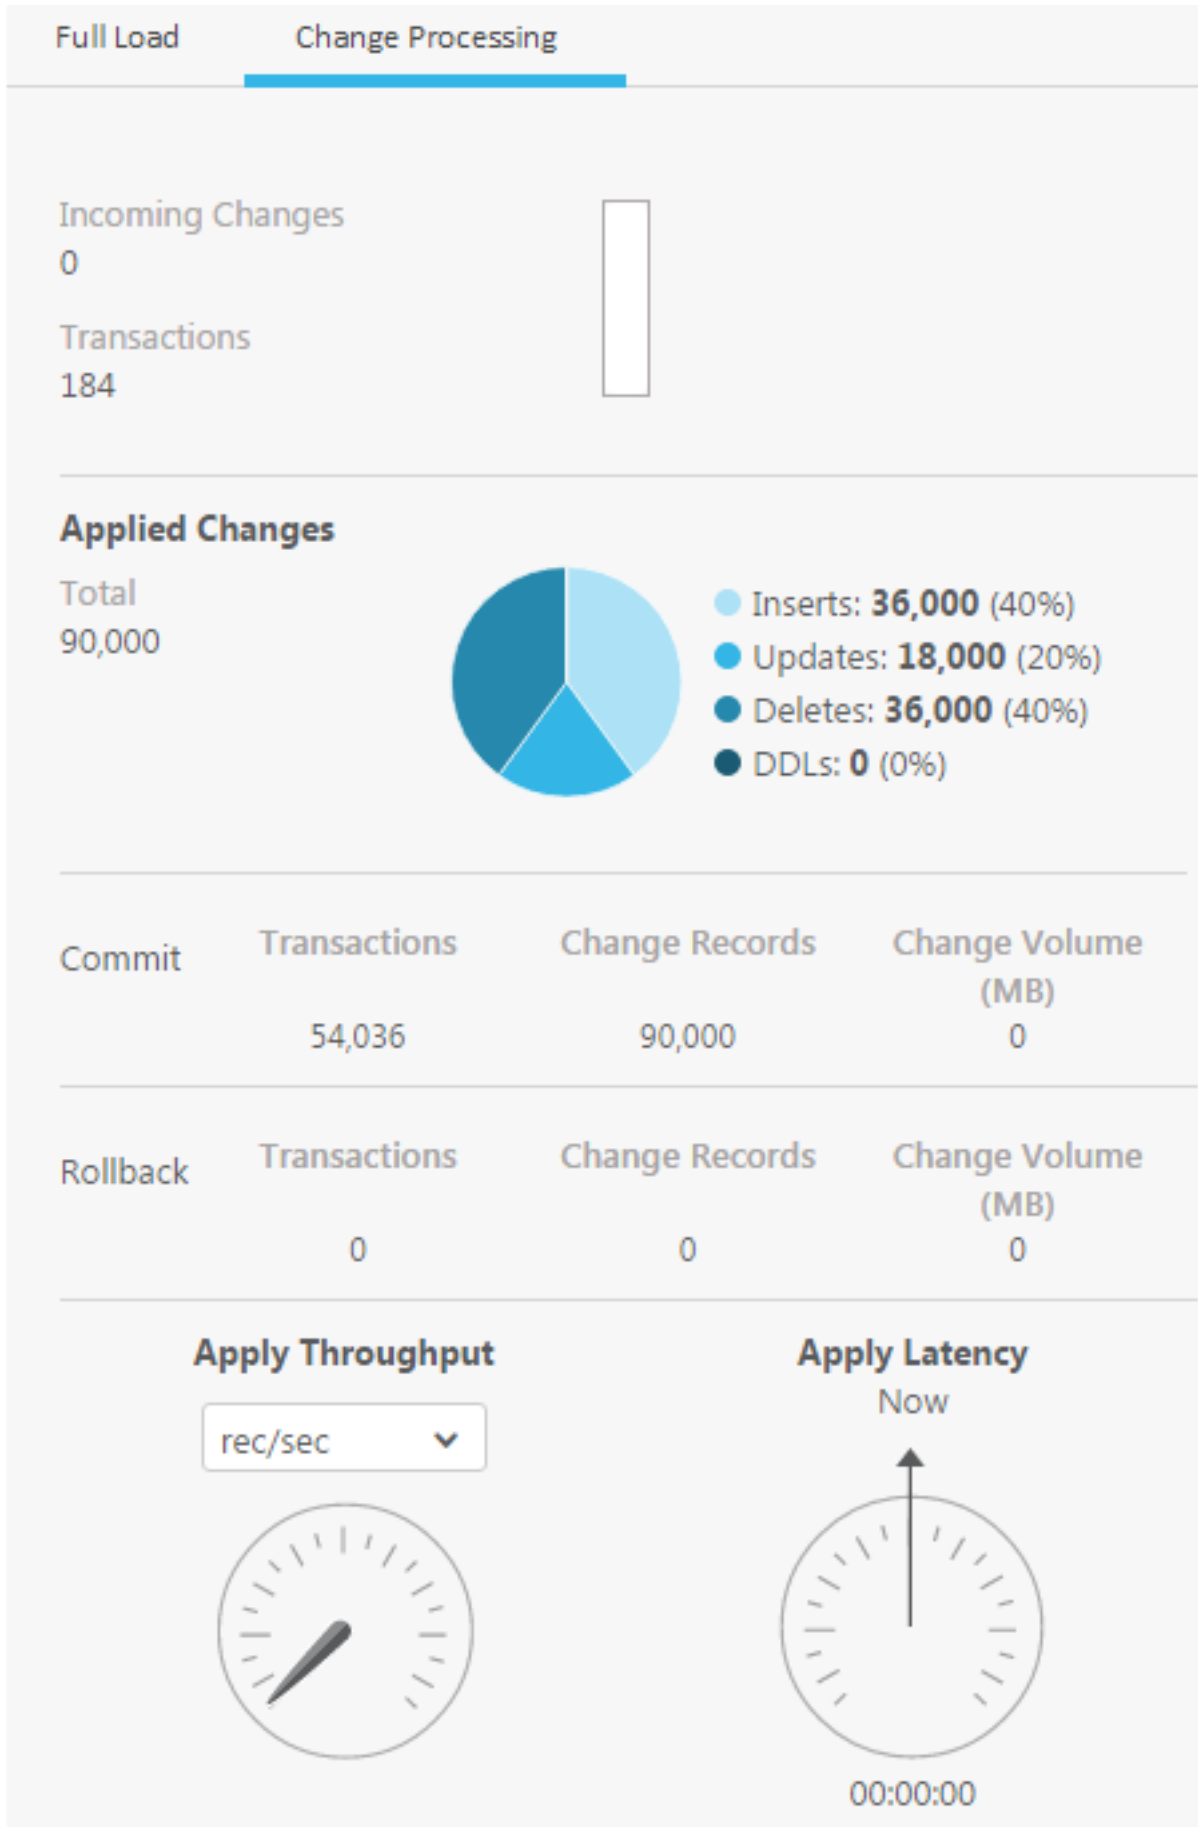 Full Load Change Processing
Incoming Changes
0
Transactions
184
Applied Changes
Total
90,000
Inserts: 36,000 (40%)
Updates: 18,000 (20%)
Deletes: 36,000 (40%)
DDLs: 0 (0%)
Commit Transactions Change Records Change Volume
(MB)
54,036 90,000 0
Rollback Transactions Change Records Change Volume
(MB)
0 0 0
Apply Throughput
rec/sec
Apply Latency
Now
00:00:00